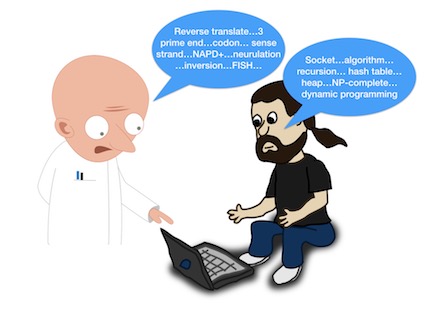 Reverse translate…3
prime end…codon… sense
strand…NAPD+…neurulation
…inversion…FISH…
Socket…algorithm…
recursion… hash table…
heap…NP-complete…
dynamic programming